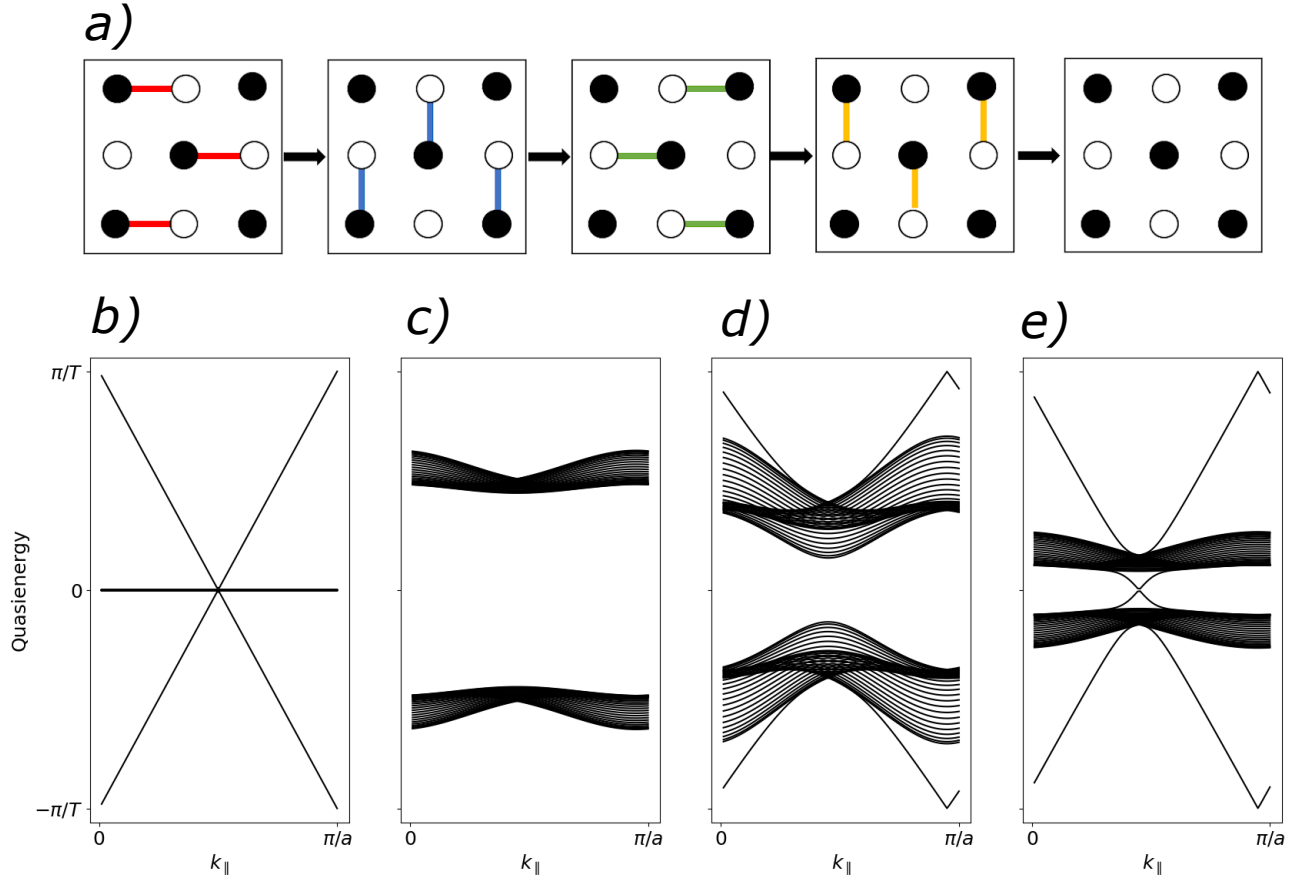 a)
b)
c)
d)
e)
π/T
0
−π/T
Quasienergy
0
π/a
k∥
0
π/a
k∥
0
π/a
k∥
0
π/a
k∥